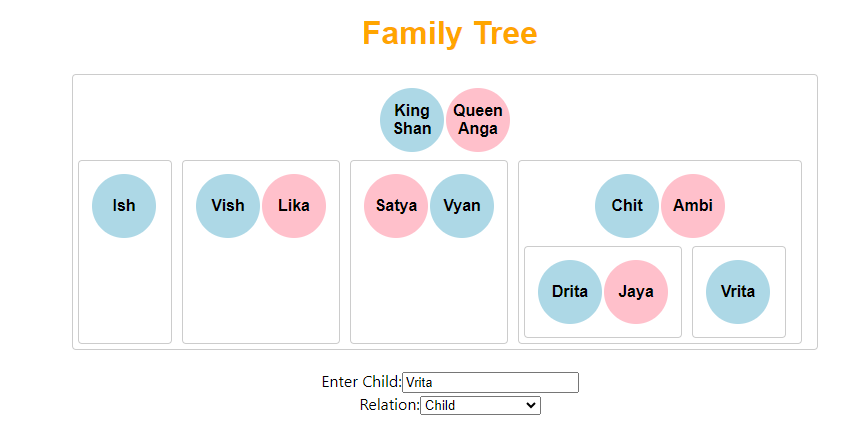 Family Tree
King Shan
Queen Anga
Ish
Vish
Lika
Satya
Vyan
Chit
Ambi
Drita
Jaya
Vrita
Enter Child: Vrita
Relation: Child